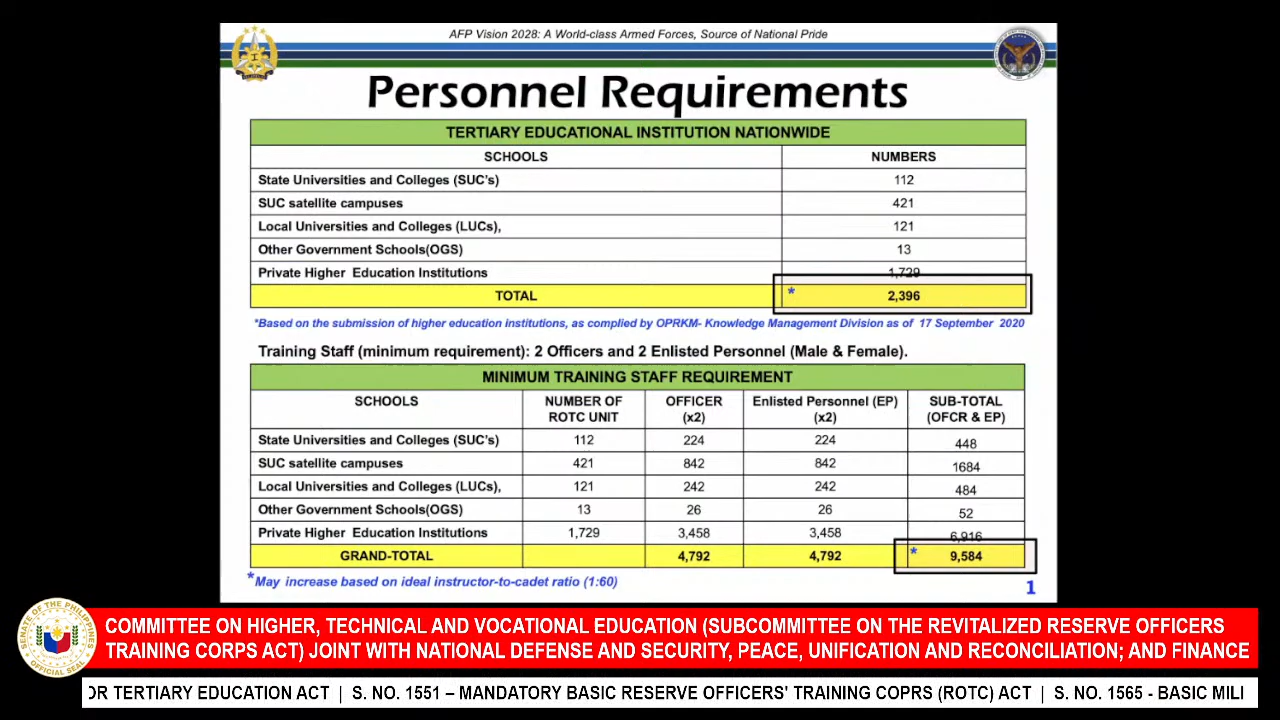 AFP Vision 2028: A World-class Armed Forces, Source of National Pride
Personnel Requirements
TERTIARY EDUCATIONAL INSTITUTION NATIONWIDE
SCHOOLS NUMBERS
State Universities and Colleges (SUC's) 112
SUC satellite campuses 421
Local Universities and Colleges (LUCs), 121
Other Government Schools(OGS) 13
Private Higher Education Institutions 1,729
TOTAL * 2,396
*Based on the submission of higher education institutions, as complied by OPRKM- Knowledge Management Division as of 17 September 2020
Training Staff (minimum requirement): 2 Officers and 2 Enlisted Personnel (Male & Female).
MINIMUM TRAINING STAFF REQUIREMENT
SCHOOLS NUMBER OF ROTC UNIT OFFICER (x2) Enlisted Personnel (EP) (x2) SUB-TOTAL (OFCR & EP)
State Universities and Colleges (SUC's) 112 224 224 448
SUC satellite campuses 421 842 842 1684
Local Universities and Colleges (LUCs), 121 242 242 484
Other Government Schools(OGS) 13 26 26 52
Private Higher Education Institutions 1,729 3,458 3,458 6,916
GRAND-TOTAL 4,792 4,792 * 9,584
*May increase based on ideal instructor-to-cadet ratio (1:60)
1
SENATE OF THE PHILIPPINES
OFFICIAL SEAL
COMMITTEE ON HIGHER, TECHNICAL AND VOCATIONAL EDUCATION (SUBCOMMITTEE ON THE REVITALIZED RESERVE OFFICERS
TRAINING CORPS ACT) JOINT WITH NATIONAL DEFENSE AND SECURITY, PEACE, UNIFICATION AND RECONCILIATION; AND FINANCE
OR TERTIARY EDUCATION ACT | S. NO. 1551 – MANDATORY BASIC RESERVE OFFICERS' TRAINING COPRS (ROTC) ACT | S. NO. 1565 - BASIC MILI